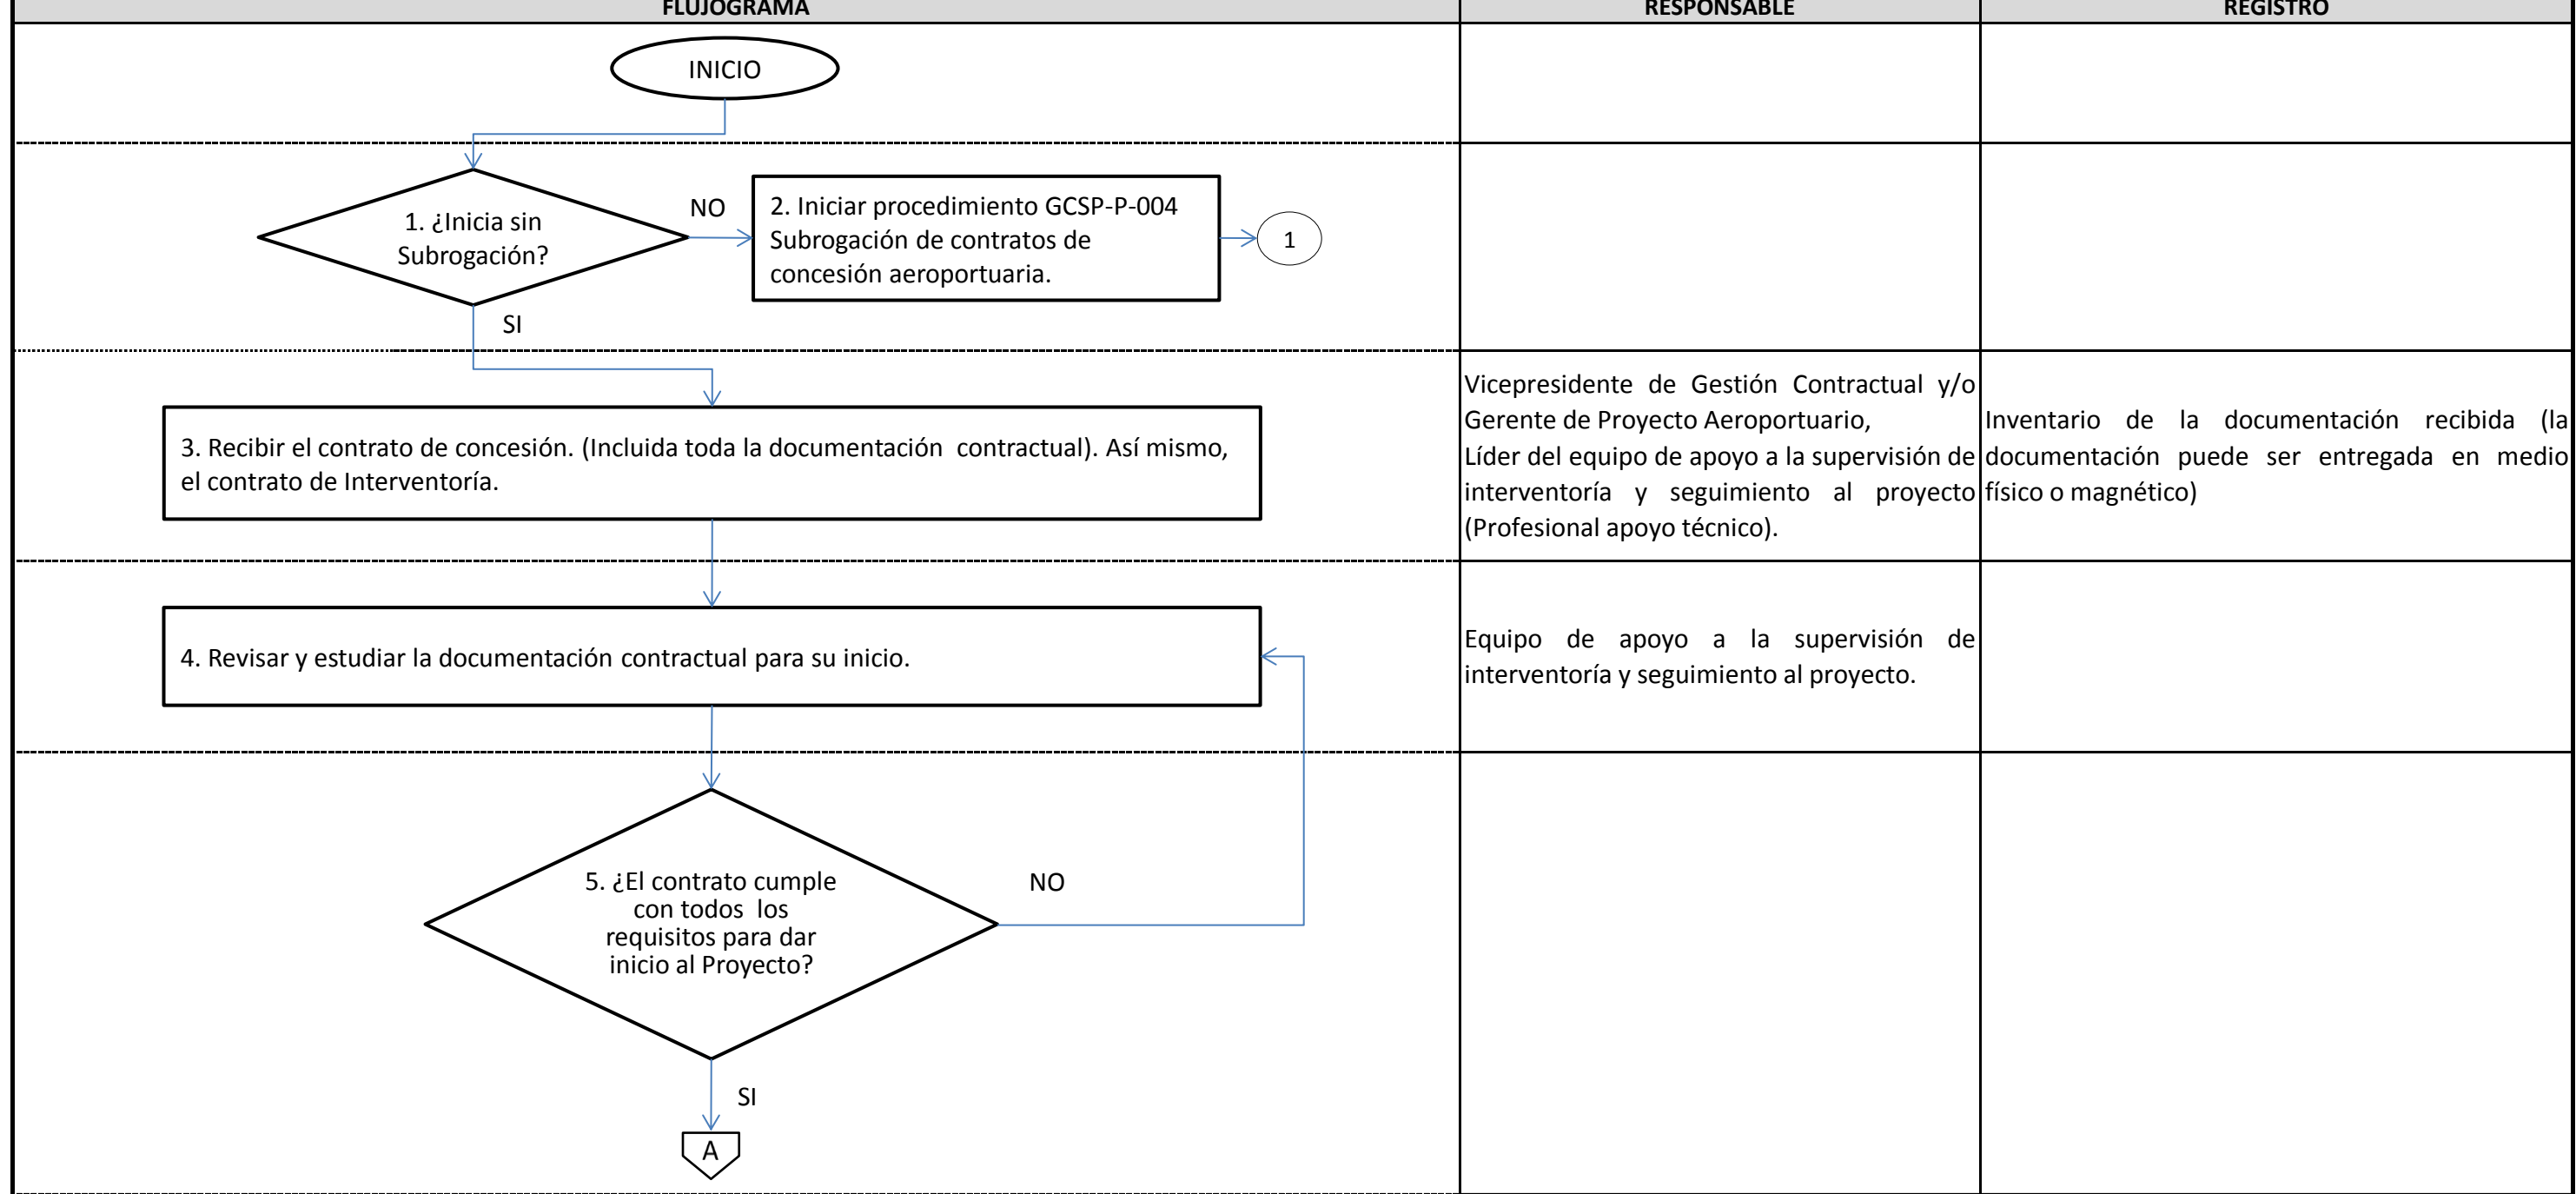 FLUJOGRAMA
RESPONSABLE
REGISTRO
INICIO
1. ¿Inicia sin
Subrogación?
NO
2. Iniciar procedimiento GCSP-P-004
Subrogación de contratos de
concesión aeroportuaria.
1
SI
3. Recibir el contrato de concesión. (Incluida toda la documentación contractual). Así mismo,
el contrato de Interventoría.
Vicepresidente de Gestión Contractual y/o
Gerente de Proyecto Aeroportuario,
Líder del equipo de apoyo a la supervisión de
interventoría y seguimiento al proyecto
(Profesional apoyo técnico).
Inventario de la documentación recibida (la
documentación puede ser entregada en medio
físico o magnético)
4. Revisar y estudiar la documentación contractual para su inicio.
Equipo de apoyo a la supervisión de
interventoría y seguimiento al proyecto.
5. ¿El contrato cumple
con todos los
requisitos para dar
inicio al Proyecto?
NO
SI
A